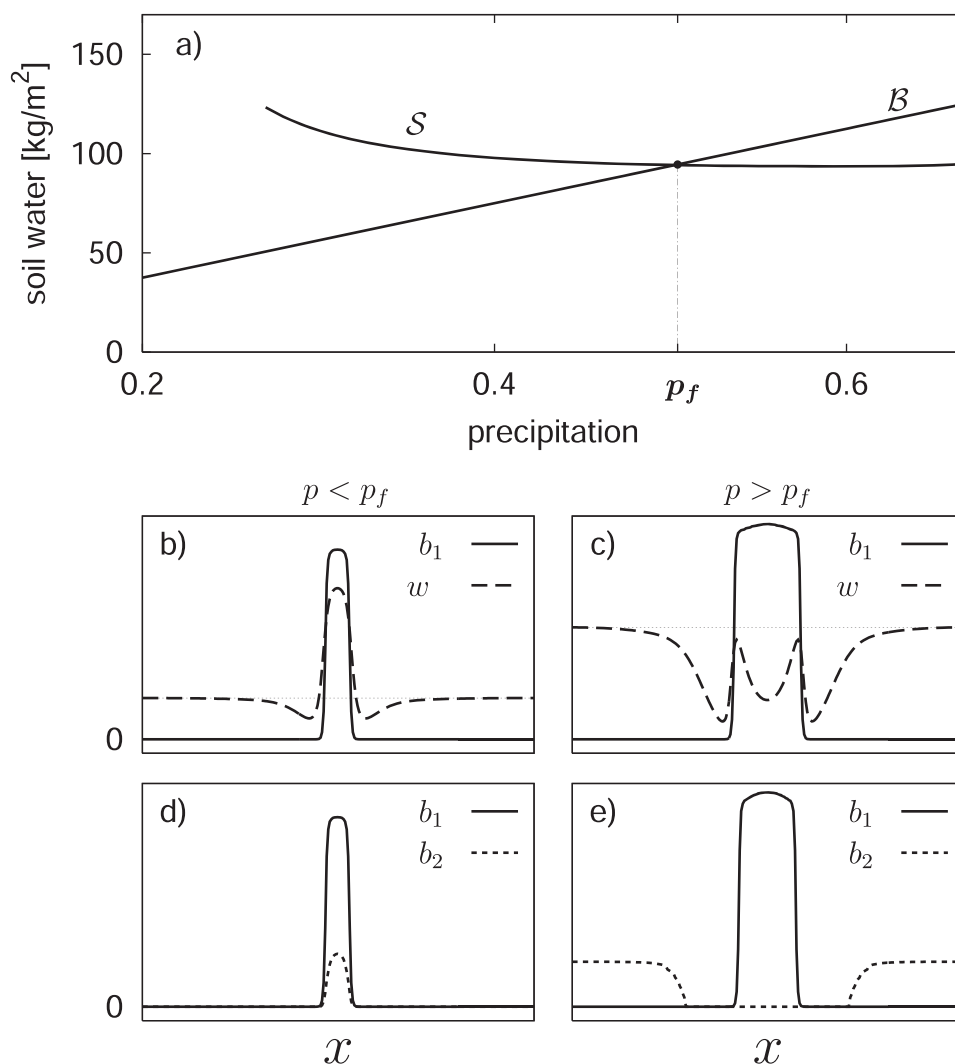 a)
150
100
50
0
soil water [kg/m²]
S
B
0.2 0.4 p_f 0.6
precipitation
p < p_f p > p_f
b) b₁
w
0
c) b₁
w
d) b₁
b₂
0
e) b₁
b₂
x x